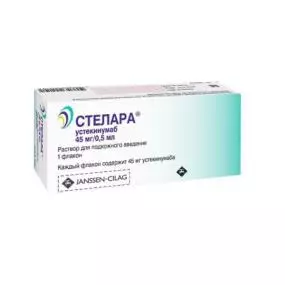 СТЕЛАРА®
устекинумаб
45 мг/0,5 мл
Раствор для подкожного введения
1 флакон
Каждый флакон содержит 45 мг устекинумаба
JANSSEN-CILAG